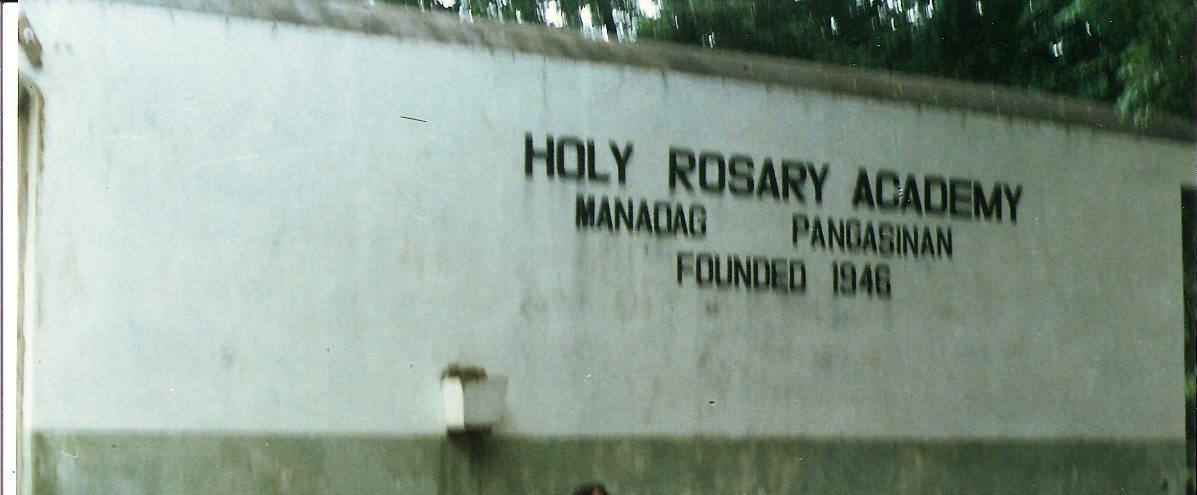 HOLY ROSARY ACADEMY
MANAOAG PANGASINAN
FOUNDED 1946